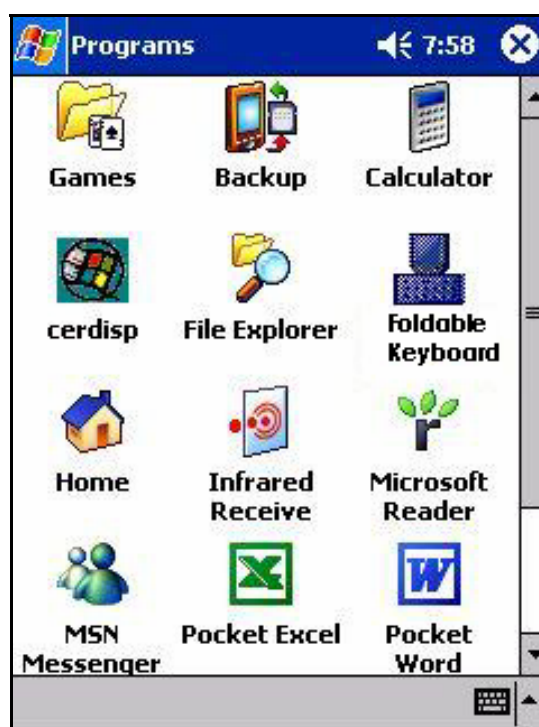 Programs 7:58
Games Backup Calculator
cerdisp File Explorer Foldable
Keyboard
Home Infrared Microsoft
Receive Reader
MSN Pocket Excel Pocket
Messenger Word